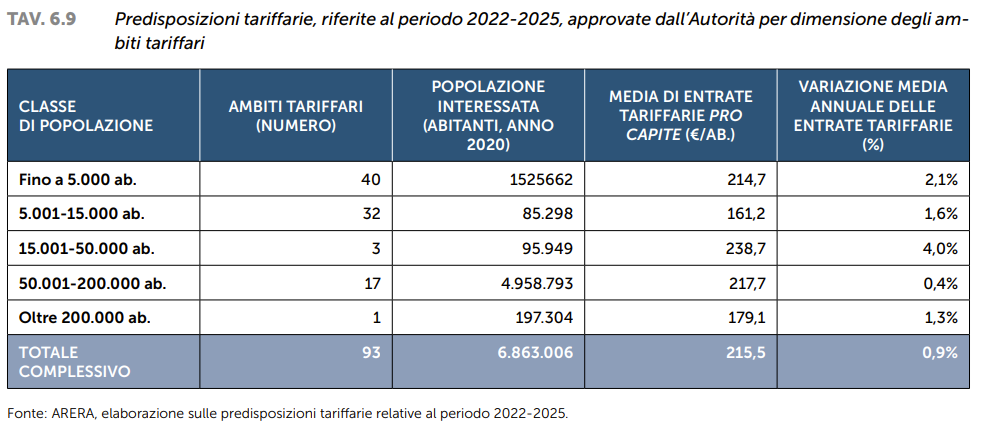 TAV. 6.9 Predisposizioni tariffarie, riferite al periodo 2022-2025, approvate dall’Autorità per dimensione degli am-
biti tariffari
CLASSE
DI POPOLAZIONE
AMBITI TARIFFARI
(NUMERO)
POPOLAZIONE
INTERESSATA
(ABITANTI, ANNO
2020)
MEDIA DI ENTRATE
TARIFFARIE PRO
CAPITE (€/AB.)
VARIAZIONE MEDIA
ANNUALE DELLE
ENTRATE TARIFFARIE
(%)
Fino a 5.000 ab. 40 1525662 214,7 2,1%
5.001-15.000 ab. 32 85.298 161,2 1,6%
15.001-50.000 ab. 3 95.949 238,7 4,0%
50.001-200.000 ab. 17 4.958.793 217,7 0,4%
Oltre 200.000 ab. 1 197.304 179,1 1,3%
TOTALE
COMPLESSIVO
93 6.863.006 215,5 0,9%
Fonte: ARERA, elaborazione sulle predisposizioni tariffarie relative al periodo 2022-2025.